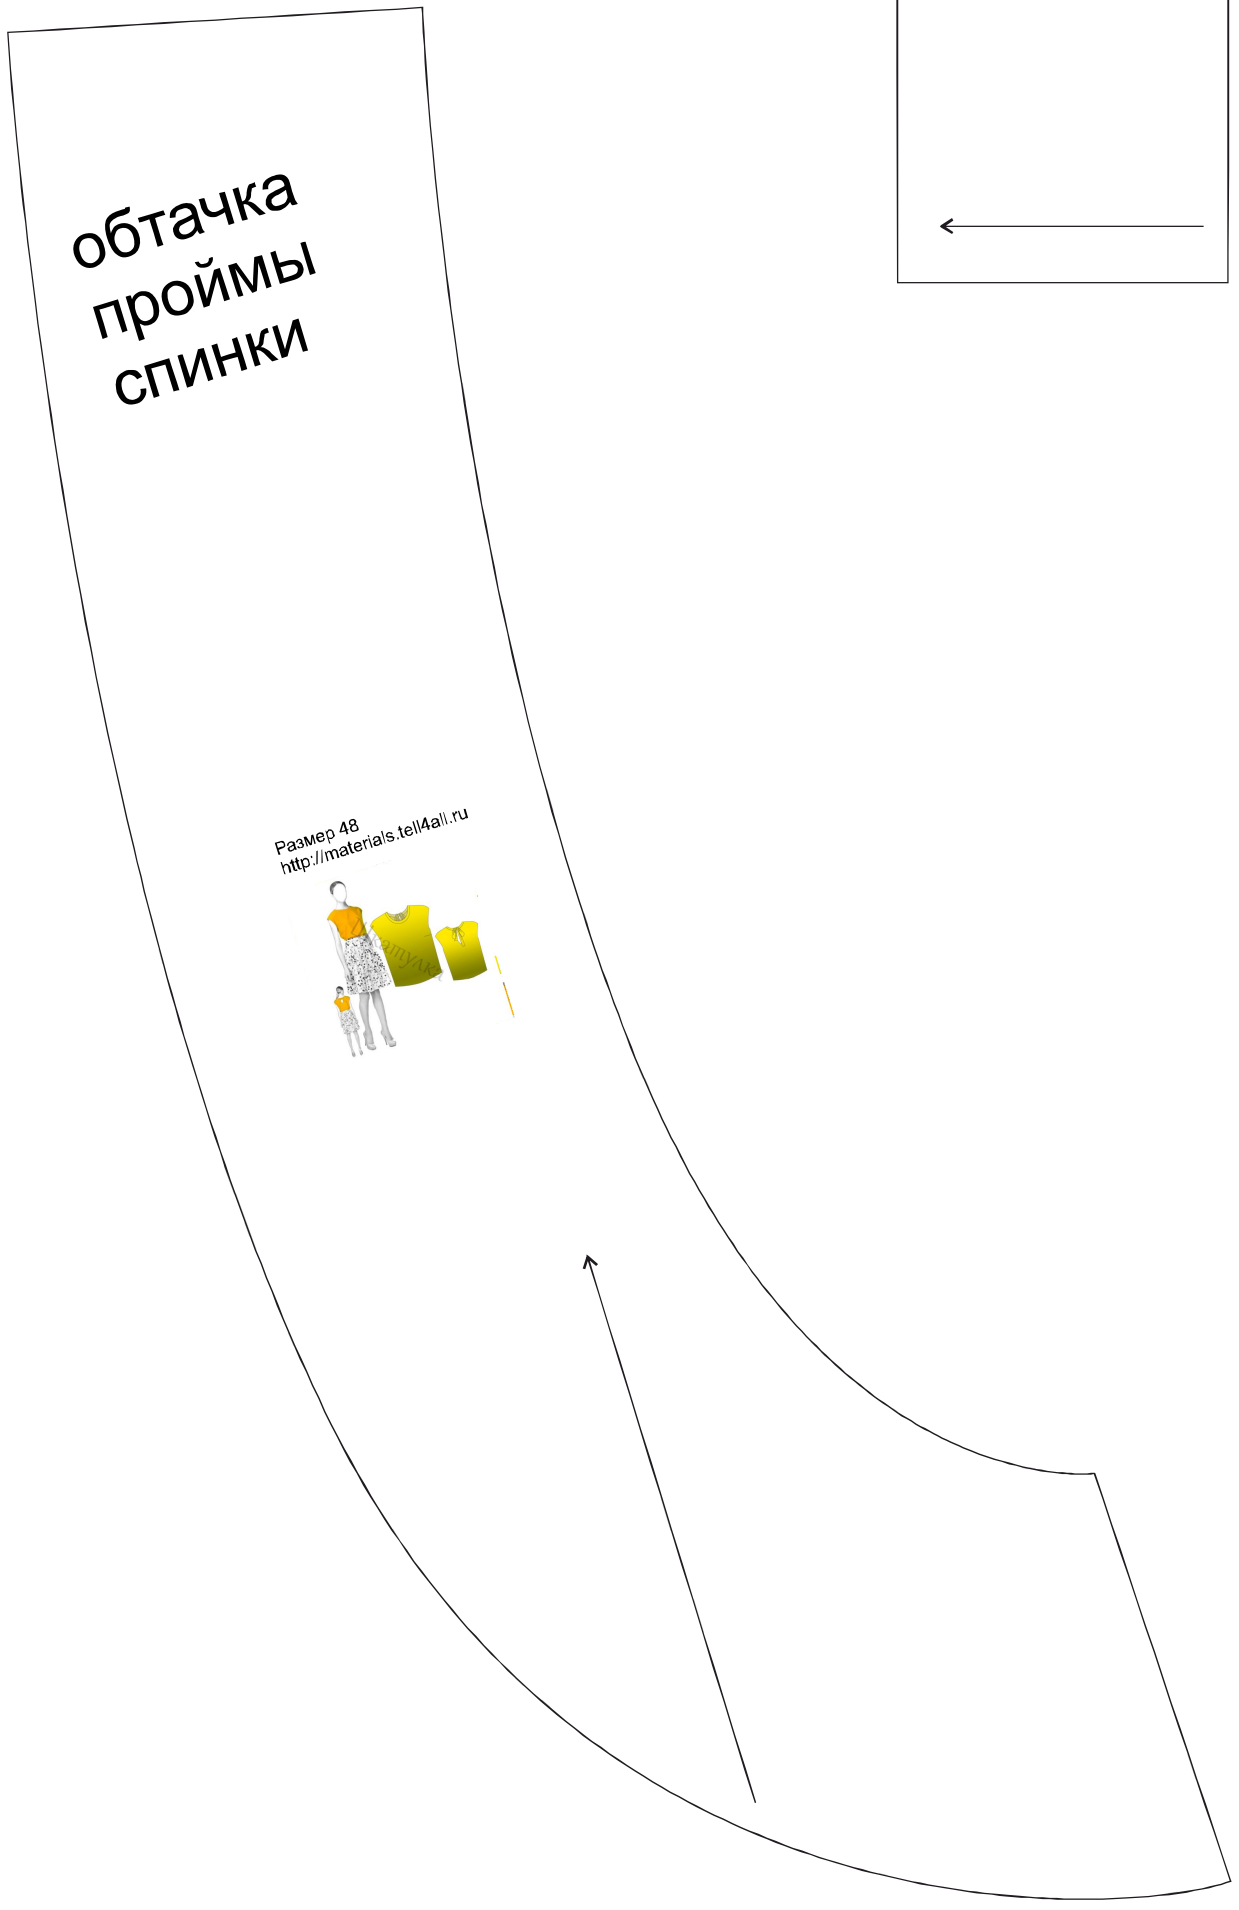 обтачка
проймы
спинки
Размер 48
http://materials.tell4all.ru